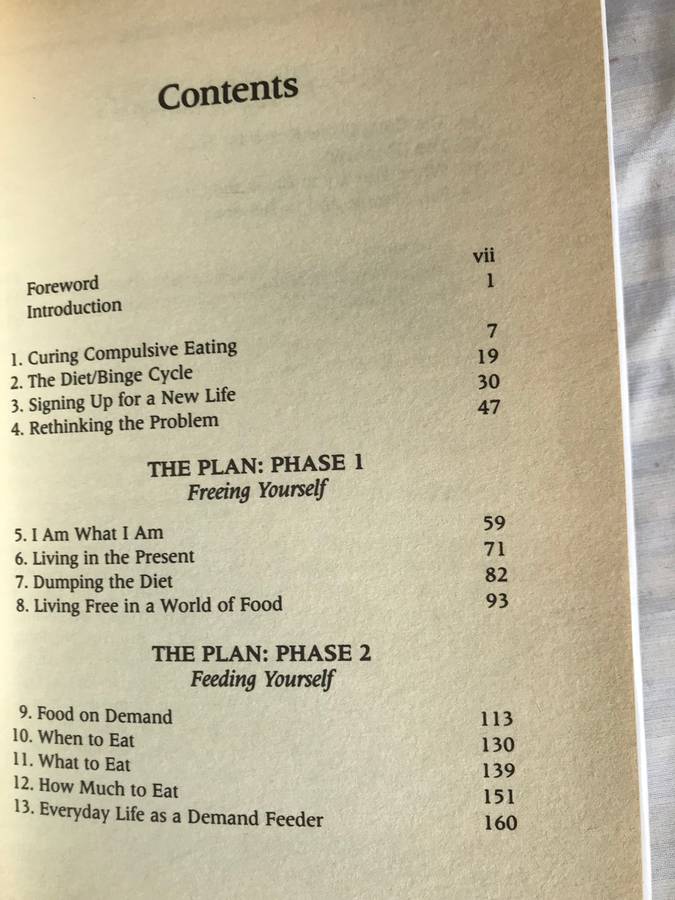 Contents
Foreword vii
Introduction 1
1. Curing Compulsive Eating 7
2. The Diet/Binge Cycle 19
3. Signing Up for a New Life 30
4. Rethinking the Problem 47
THE PLAN: PHASE 1
Freeing Yourself
5. I Am What I Am 59
6. Living in the Present 71
7. Dumping the Diet 82
8. Living Free in a World of Food 93
THE PLAN: PHASE 2
Feeding Yourself
9. Food on Demand 113
10. When to Eat 130
11. What to Eat 139
12. How Much to Eat 151
13. Everyday Life as a Demand Feeder 160